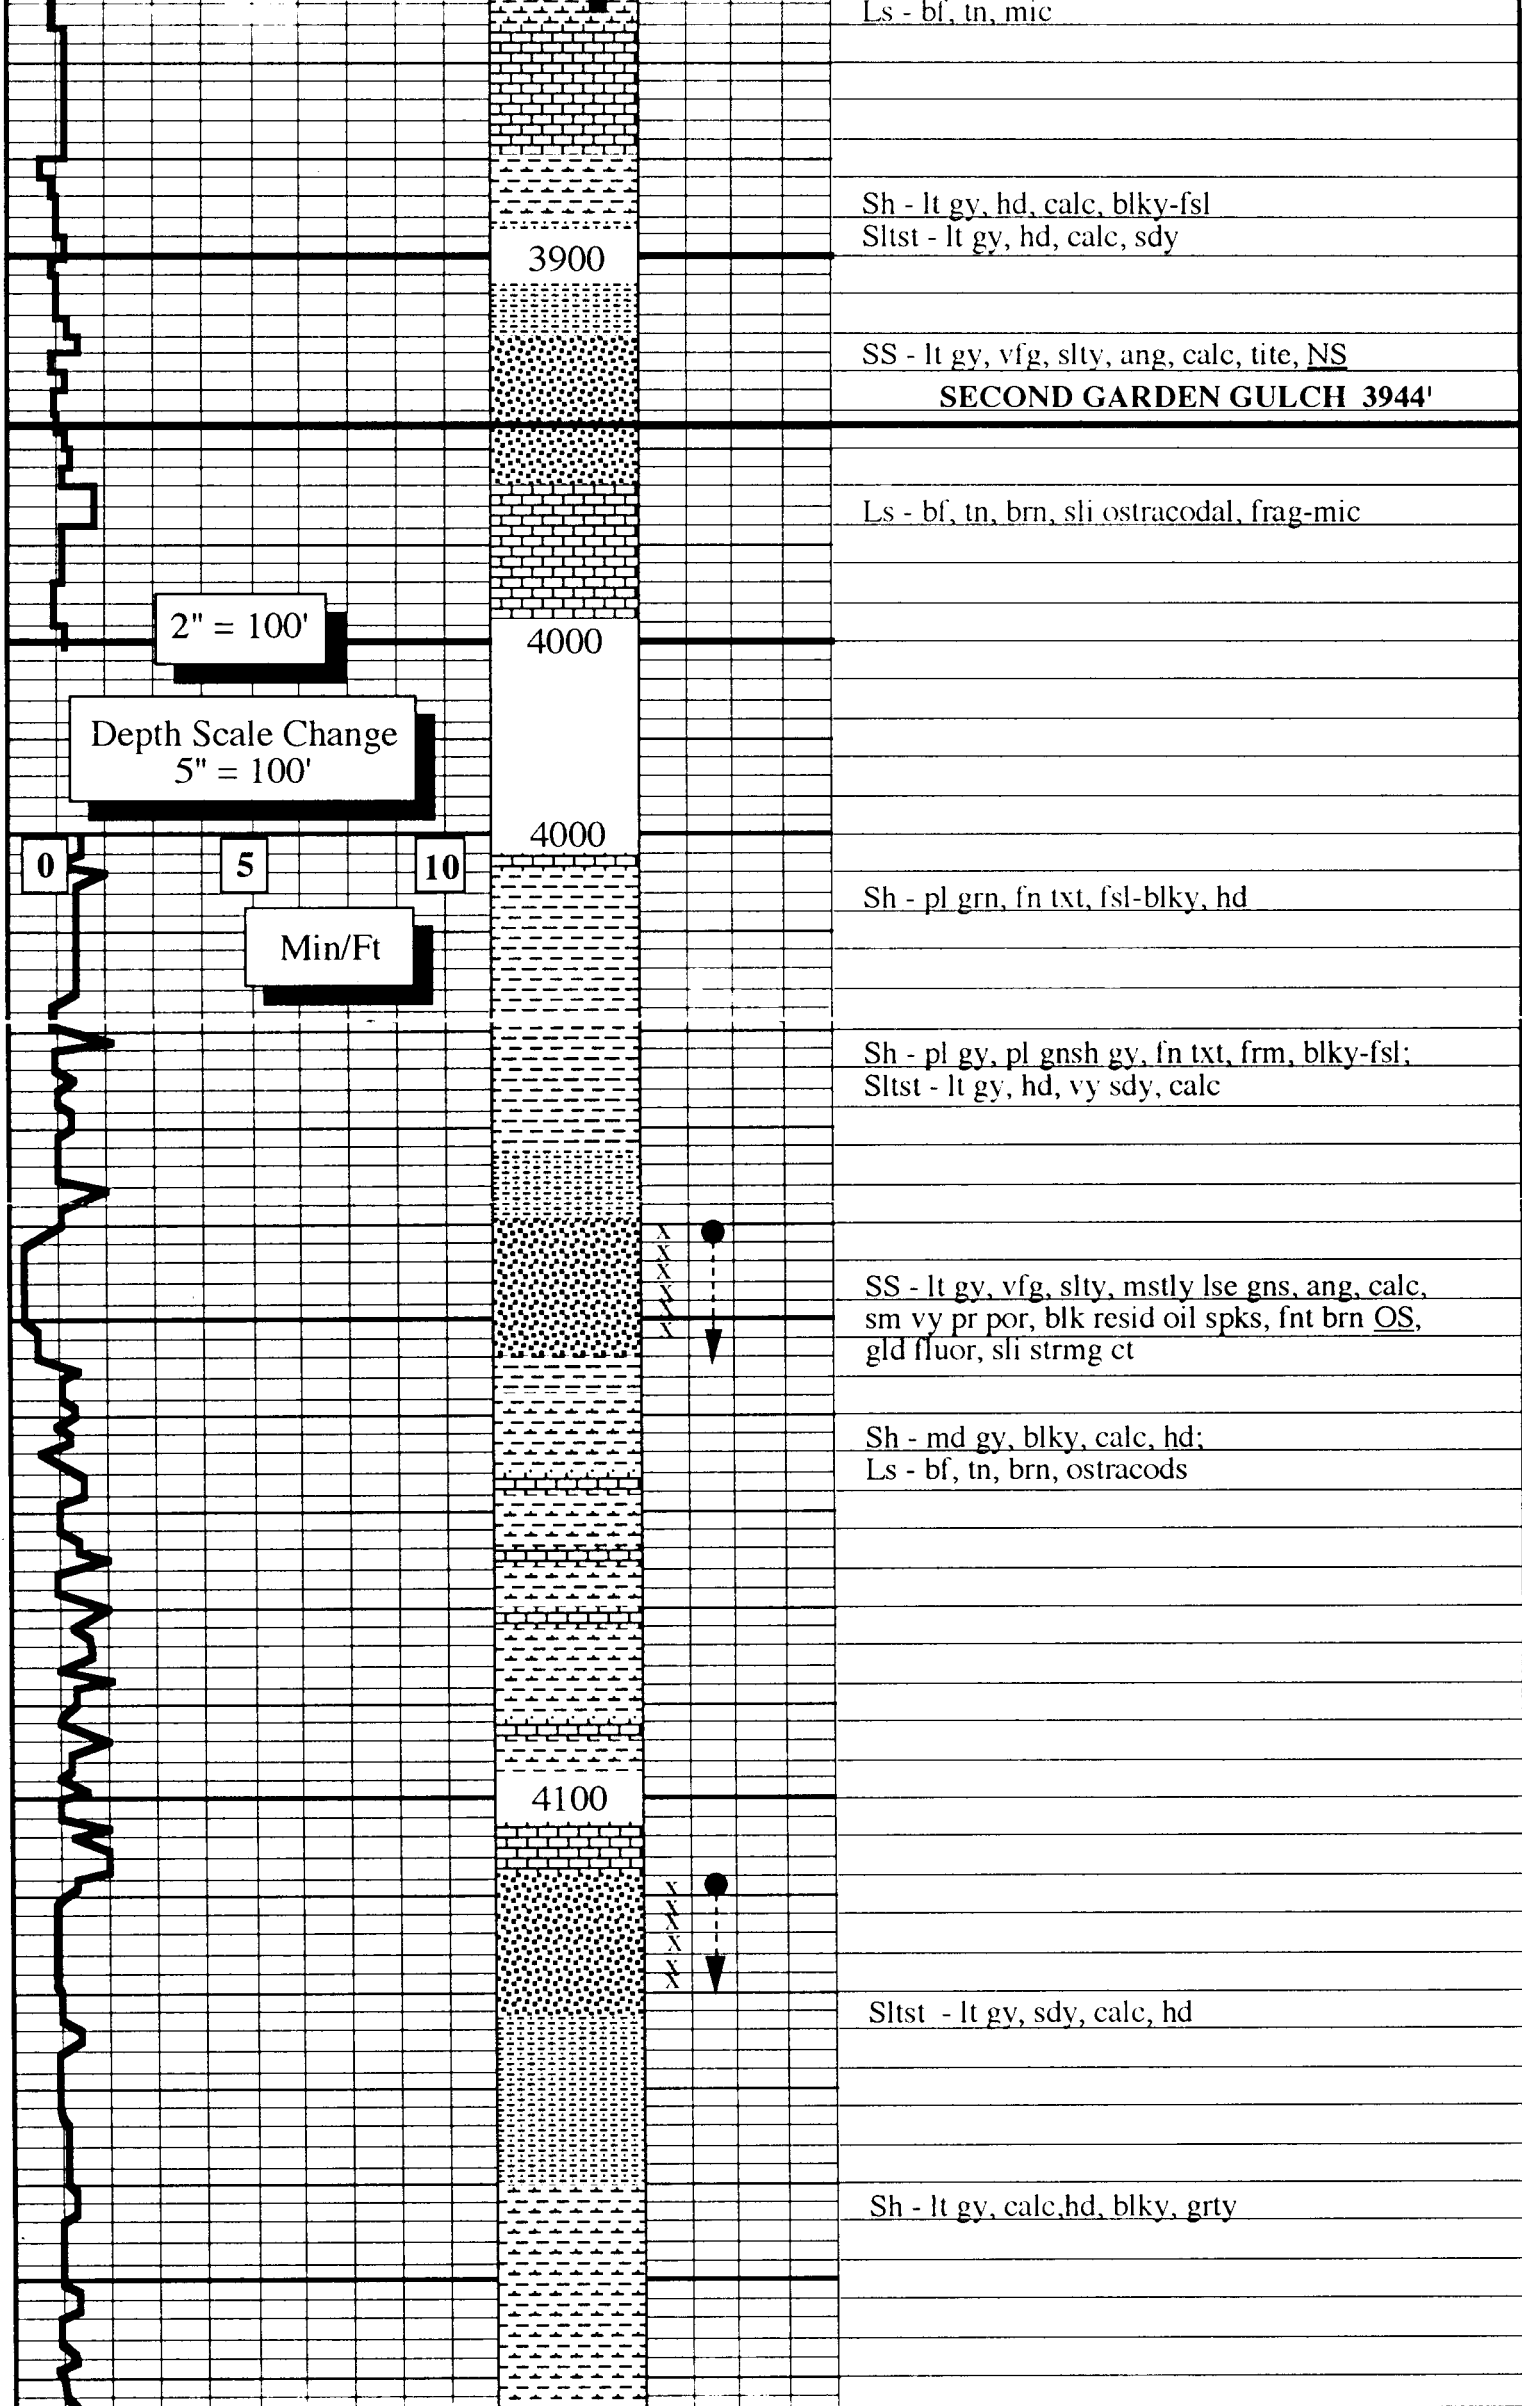 Ls - bf, tn, mic
Sh - lt gy, hd, calc, blky-fsl
Sltst - lt gy, hd, calc, sdy
3900
SS - lt gy, vfg, slty, ang, calc, tite, NS
SECOND GARDEN GULCH 3944'
Ls - bf, tn, brn, sli ostracodal, frag-mic
2" = 100'
4000
Depth Scale Change
5" = 100'
4000
0 5 10
Sh - pl grn, fn txt, fsl-blky, hd
Min/Ft
Sh - pl gy, pl gnsh gy, fn txt, frm, blky-fsl;
Sltst - lt gy, hd, vy sdy, calc
X
X
X
X
X
X
SS - lt gy, vfg, slty, mstly lse gns, ang, calc,
sm vy pr por, blk resid oil spks, fnt brn OS,
gld fluor, sli strmg ct
Sh - md gy, blky, calc, hd;
Ls - bf, tn, brn, ostracods
4100
X
X
X
X
X
X
Sltst - lt gy, sdy, calc, hd
Sh - lt gy, calc,hd, blky, grty